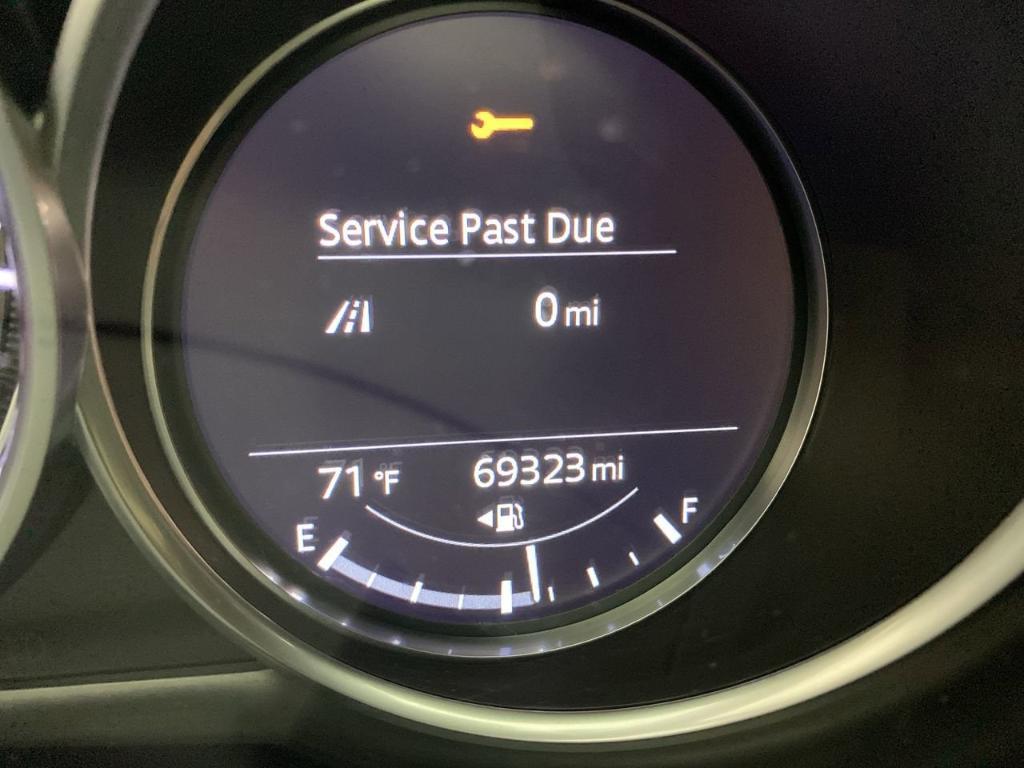 Service Past Due
0 mi
71 °F 69323 mi
E F